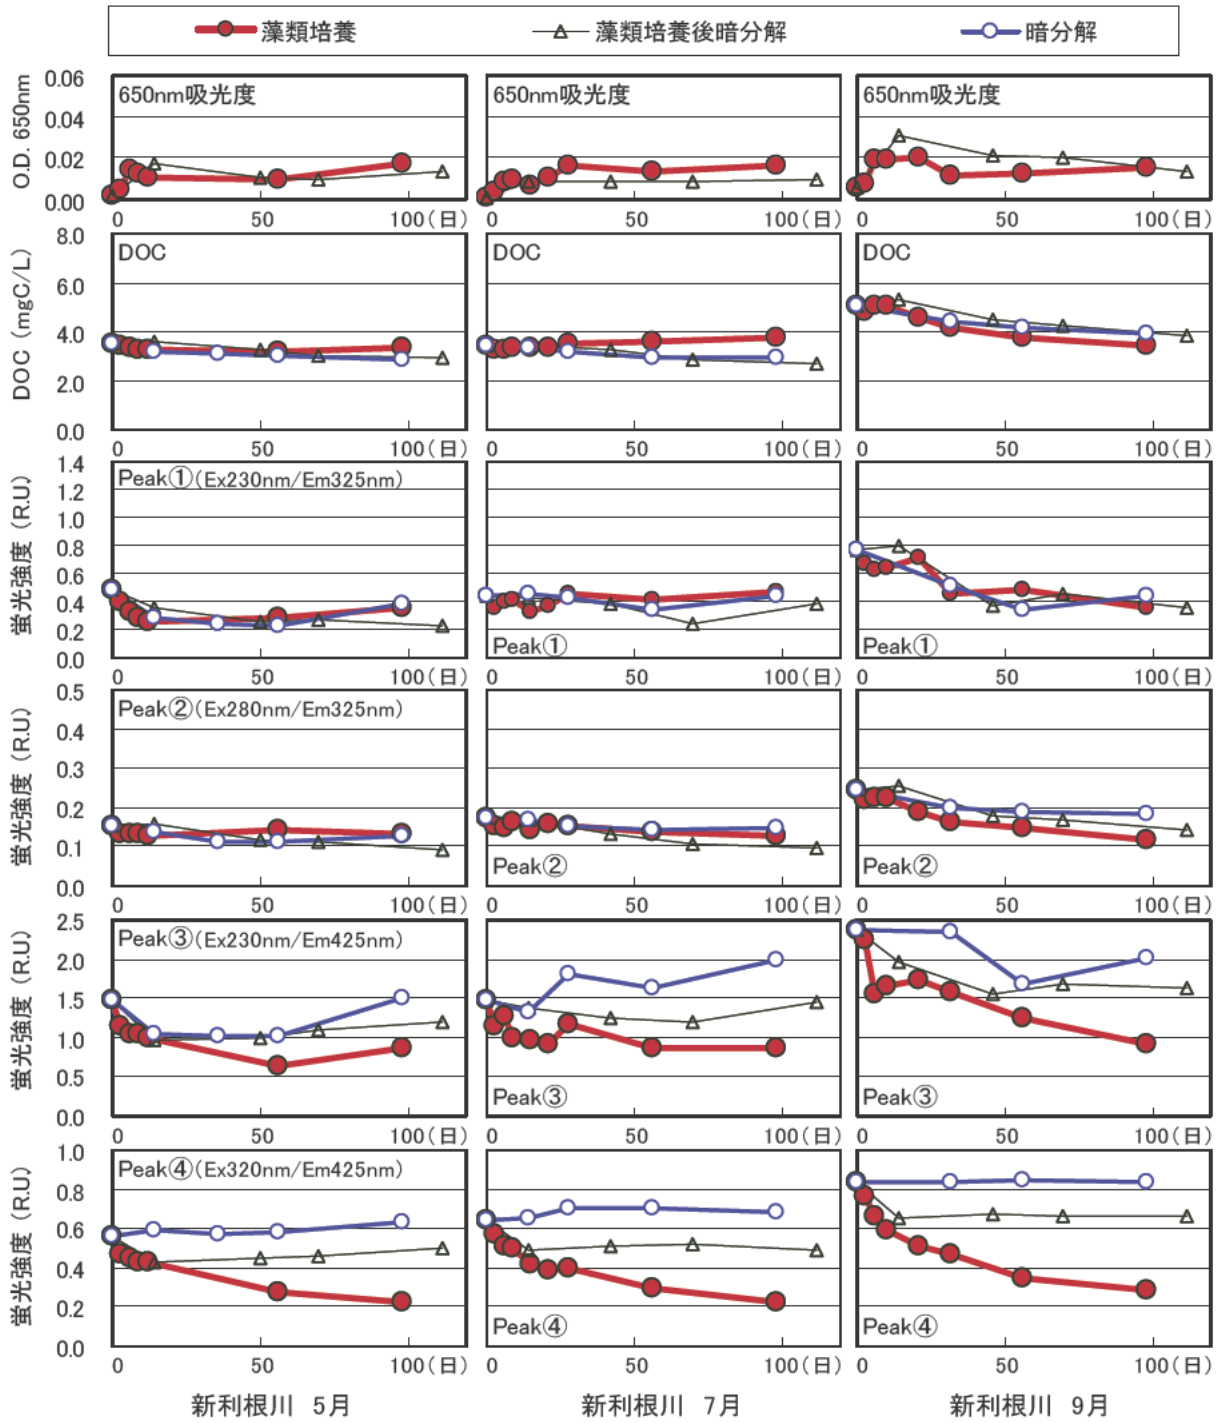 藻類培養 藻類培養後暗分解 暗分解
O.D. 650nm
0.06
0.04
0.02
0.00
650nm吸光度
0 50 100(日)
650nm吸光度
0 50 100(日)
650nm吸光度
0 50 100(日)
DOC (mgC/L)
8.0
6.0
4.0
2.0
0.0
DOC
0 50 100(日)
DOC
0 50 100(日)
DOC
0 50 100(日)
蛍光強度 (R.U)
1.4
1.2
1.0
0.8
0.6
0.4
0.2
0.0
Peak①(Ex230nm/Em325nm)
0 50 100(日)
Peak①
0 50 100(日)
Peak①
0 50 100(日)
蛍光強度 (R.U.)
0.5
0.4
0.3
0.2
0.1
0.0
Peak②(Ex280nm/Em325nm)
0 50 100(日)
Peak②
0 50 100(日)
Peak②
0 50 100(日)
蛍光強度 (R.U.)
2.5
2.0
1.5
1.0
0.5
0.0
Peak③(Ex230nm/Em425nm)
0 50 100(日)
Peak③
0 50 100(日)
Peak③
0 50 100(日)
蛍光強度 (R.U.)
1.0
0.8
0.6
0.4
0.2
0.0
Peak④(Ex320nm/Em425nm)
0 50 100(日)
Peak④
0 50 100(日)
Peak④
0 50 100(日)
新利根川 5月
新利根川 7月
新利根川 9月